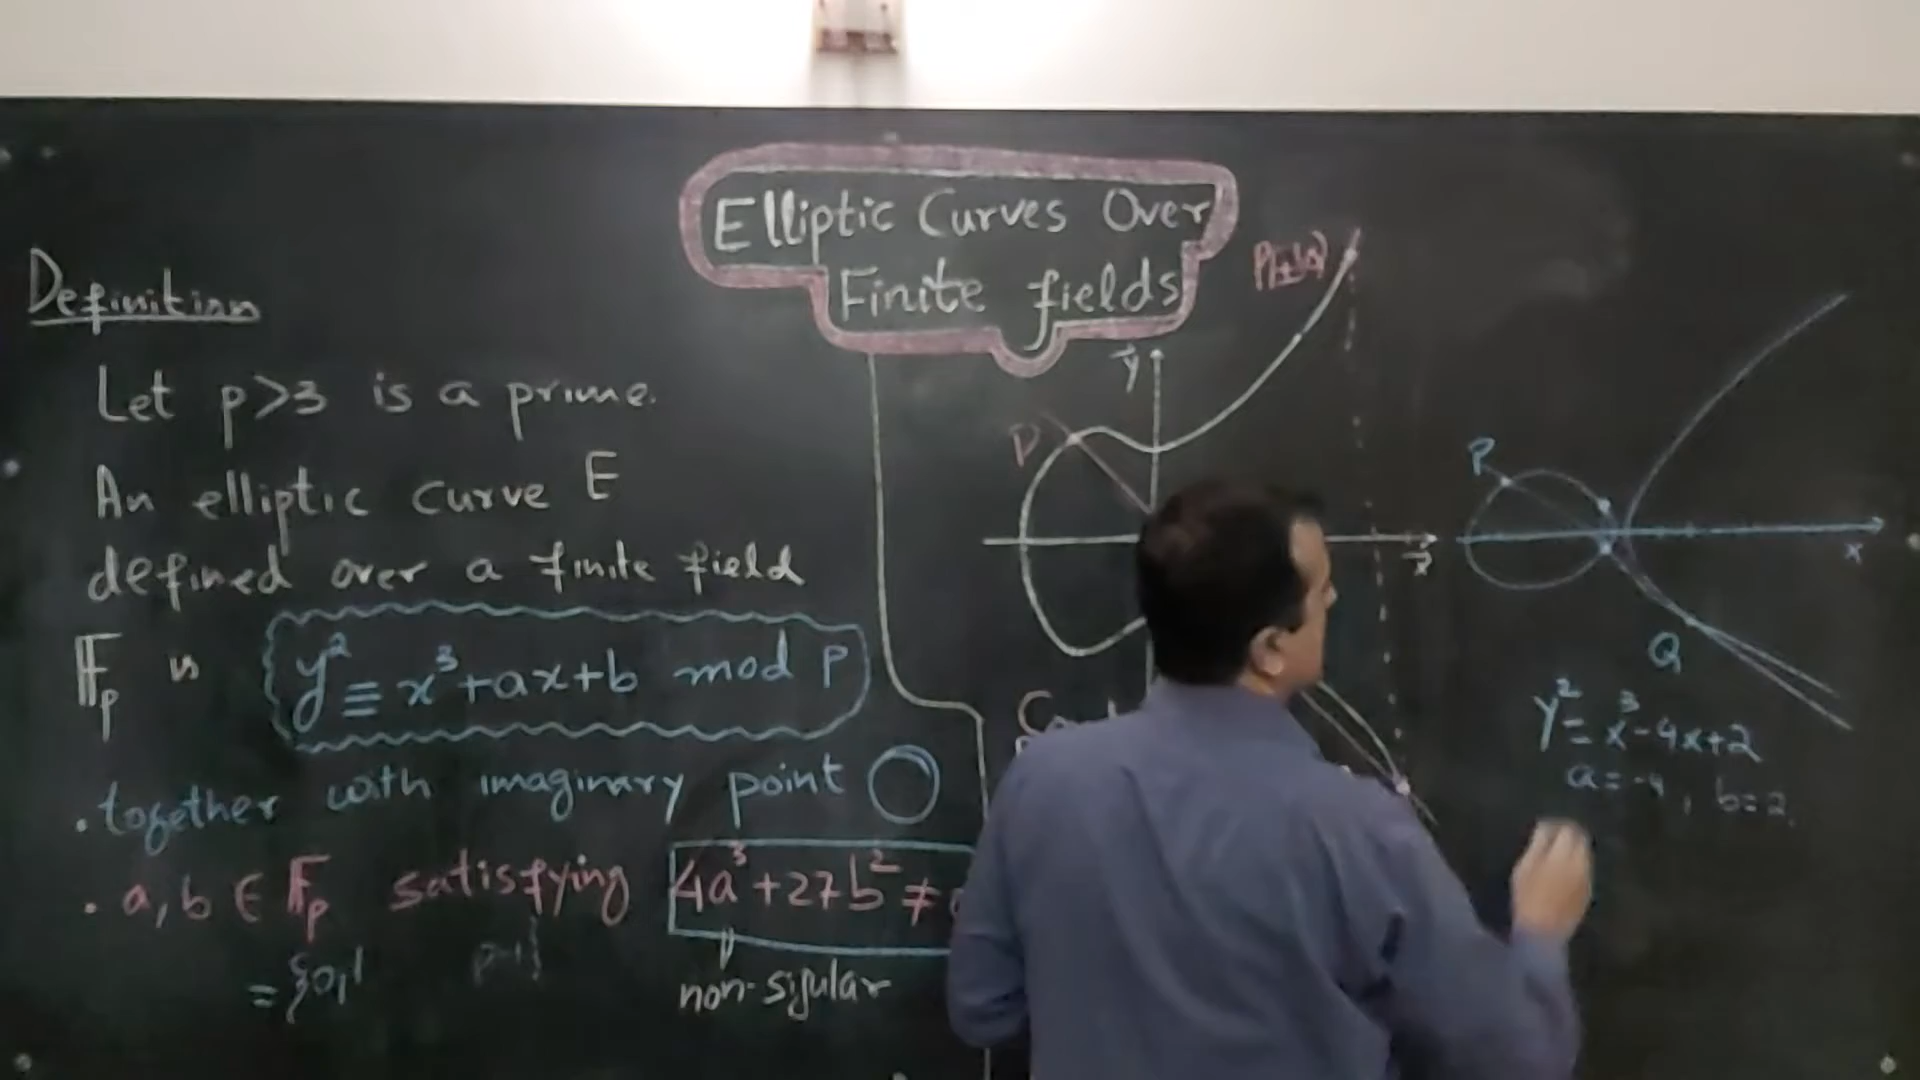 Elliptic Curves Over
Finite fields
Definition
Let p>3 is a prime.
An elliptic curve E
defined over a finite field
𝔽p is y² ≡ x³+ax+b mod p
• together with imaginary point O
• a, b ∈ 𝔽p satisfying 4a³+27b² ≠
= {0,1 p-1}
non-sigular
y
P
x
P
x
Q
y² = x³-4x+2
a=-4, b=2.